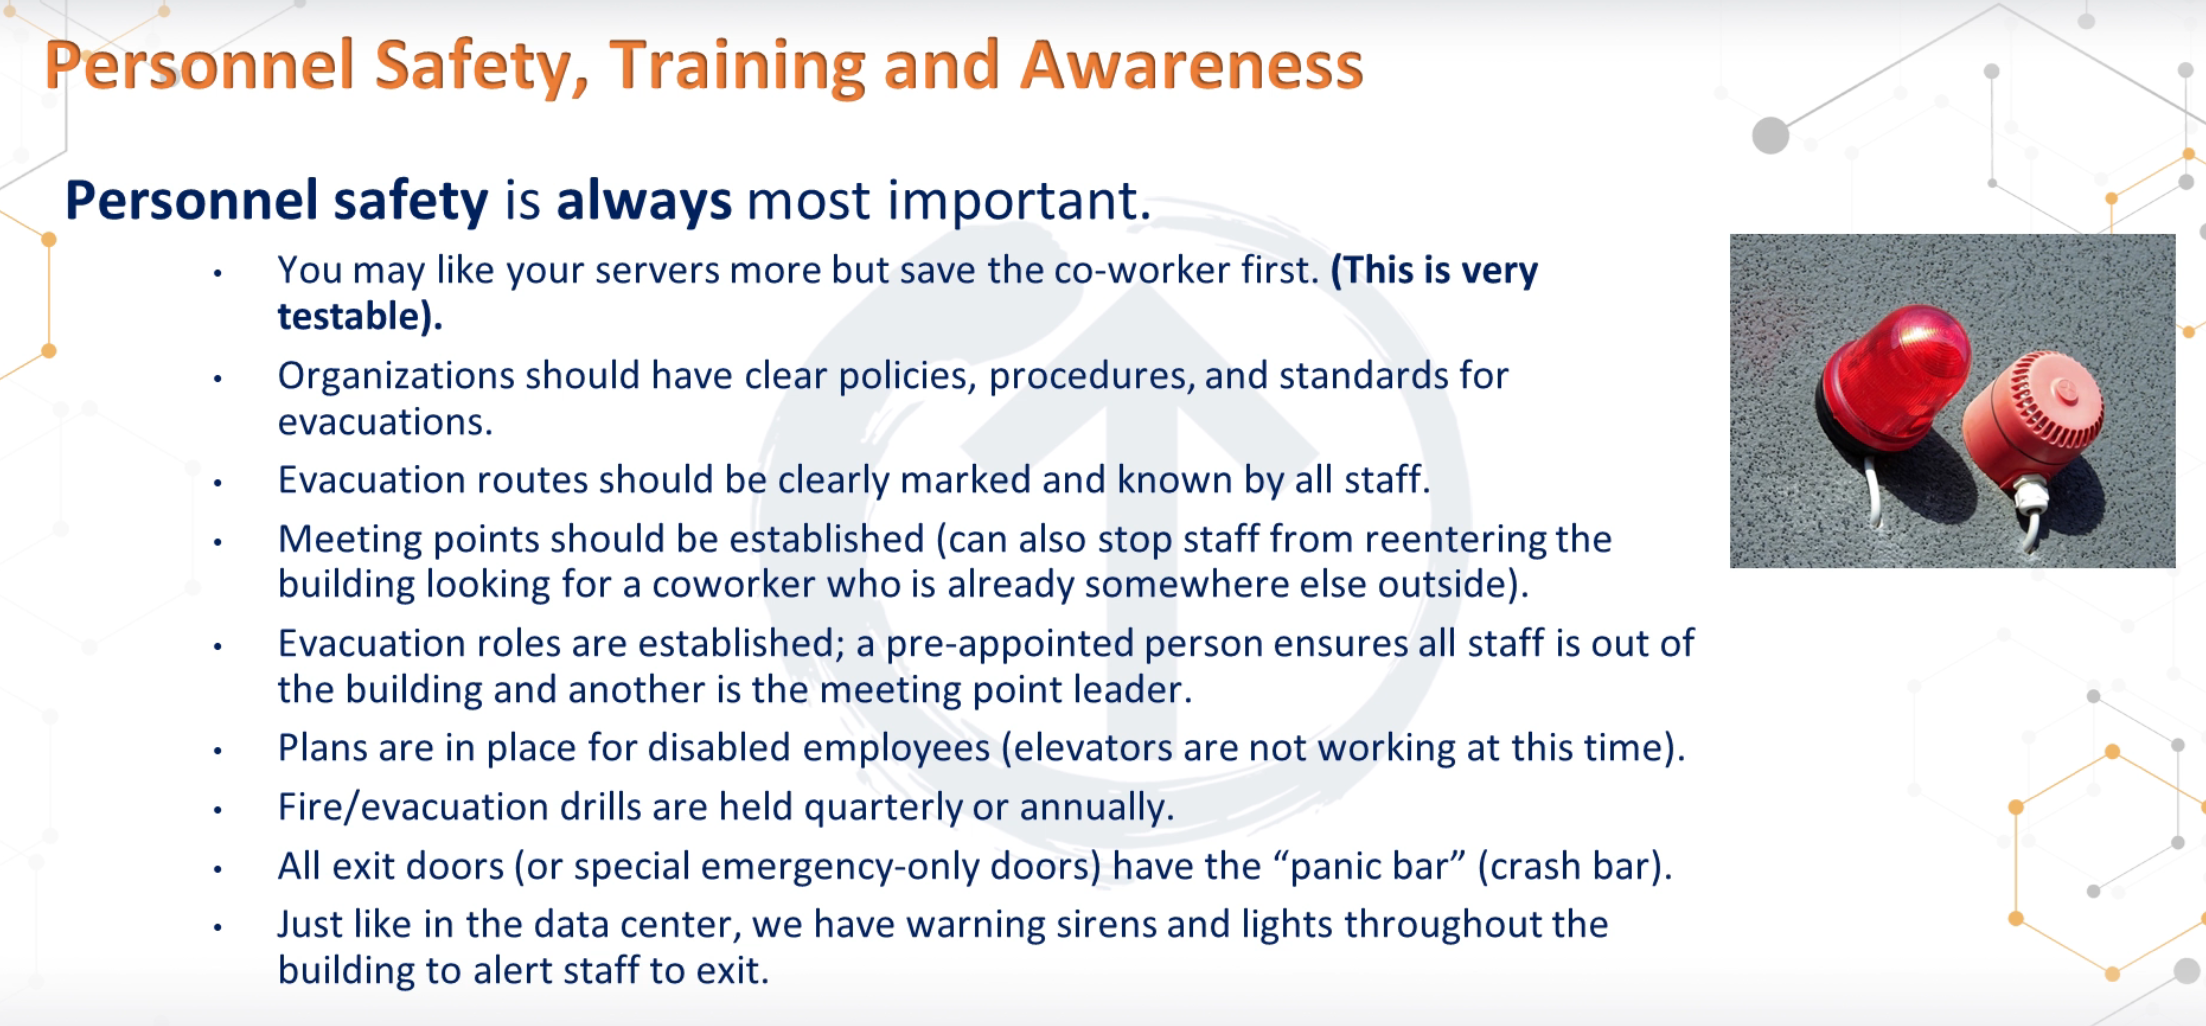 Personnel Safety, Training and Awareness
Personnel safety is always most important.
• You may like your servers more but save the co-worker first. (This is very
testable).
• Organizations should have clear policies, procedures, and standards for
evacuations.
• Evacuation routes should be clearly marked and known by all staff.
• Meeting points should be established (can also stop staff from reentering the
building looking for a coworker who is already somewhere else outside).
• Evacuation roles are established; a pre-appointed person ensures all staff is out of
the building and another is the meeting point leader.
• Plans are in place for disabled employees (elevators are not working at this time).
• Fire/evacuation drills are held quarterly or annually.
• All exit doors (or special emergency-only doors) have the “panic bar” (crash bar).
• Just like in the data center, we have warning sirens and lights throughout the
building to alert staff to exit.